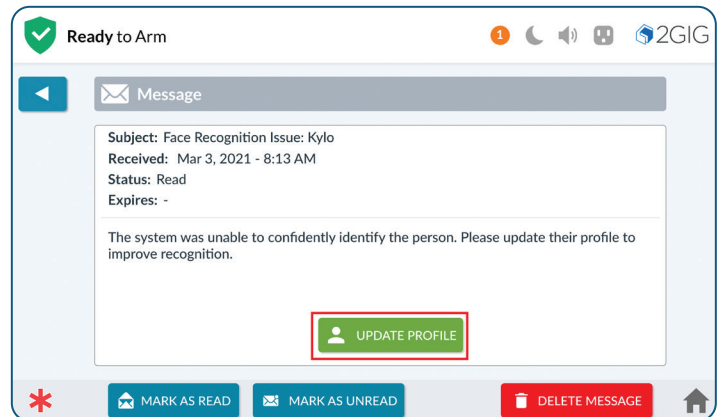 Ready to Arm
1
2GIG
Message
Subject: Face Recognition Issue: Kylo
Received: Mar 3, 2021 - 8:13 AM
Status: Read
Expires: -
The system was unable to confidently identify the person. Please update their profile to
improve recognition.
UPDATE PROFILE
MARK AS READ
MARK AS UNREAD
DELETE MESSAGE